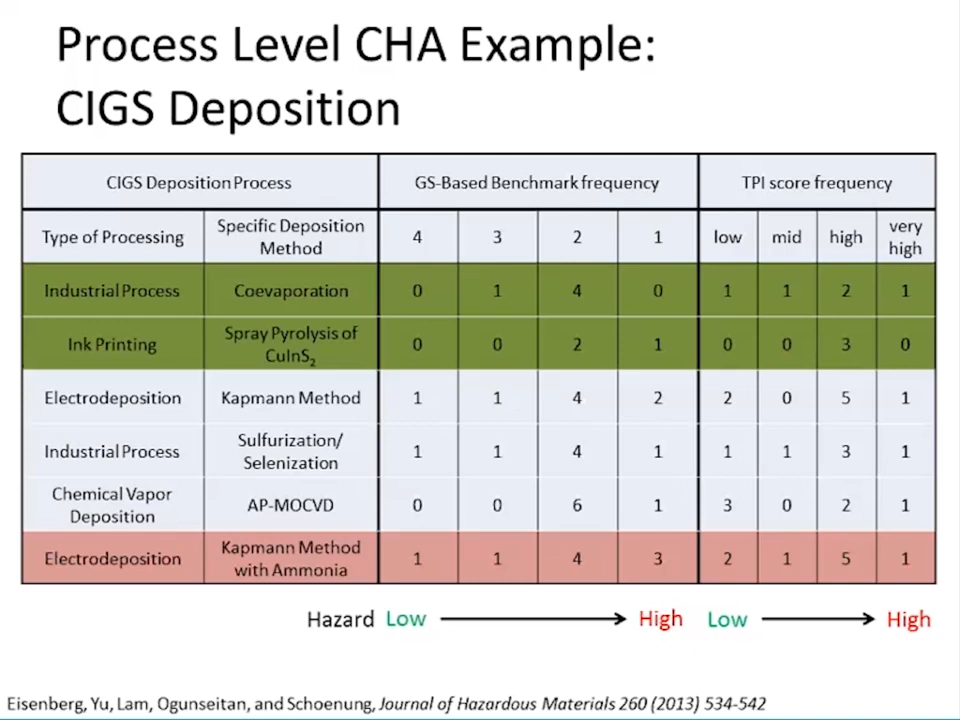 Process Level CHA Example:
CIGS Deposition
CIGS Deposition Process GS-Based Benchmark frequency TPI score frequency
Type of Processing Specific Deposition Method 4 3 2 1 low mid high very high
Industrial Process Coevaporation 0 1 4 0 1 1 2 1
Ink Printing Spray Pyrolysis of CuInS2 0 0 2 1 0 0 3 0
Electrodeposition Kapmann Method 1 1 4 2 2 0 5 1
Industrial Process Sulfurization/ Selenization 1 1 4 1 1 1 3 1
Chemical Vapor Deposition AP-MOCVD 0 0 6 1 3 0 2 1
Electrodeposition Kapmann Method with Ammonia 1 1 4 3 2 1 5 1
Hazard Low High Low High
Eisenberg, Yu, Lam, Ogunseitan, and Schoenung, Journal of Hazardous Materials 260 (2013) 534-542